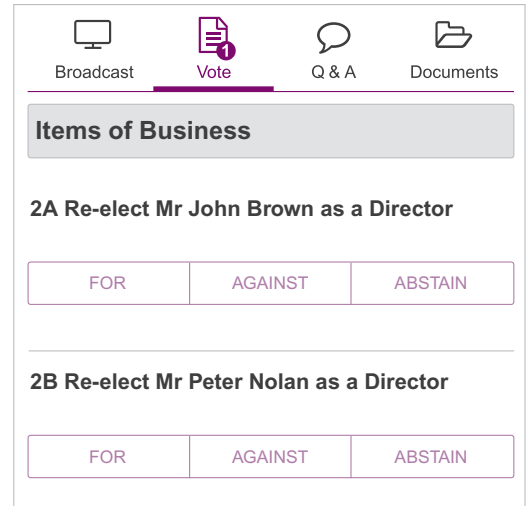 1
Broadcast Vote Q & A Documents
Items of Business
2A Re-elect Mr John Brown as a Director
FOR AGAINST ABSTAIN
2B Re-elect Mr Peter Nolan as a Director
FOR AGAINST ABSTAIN